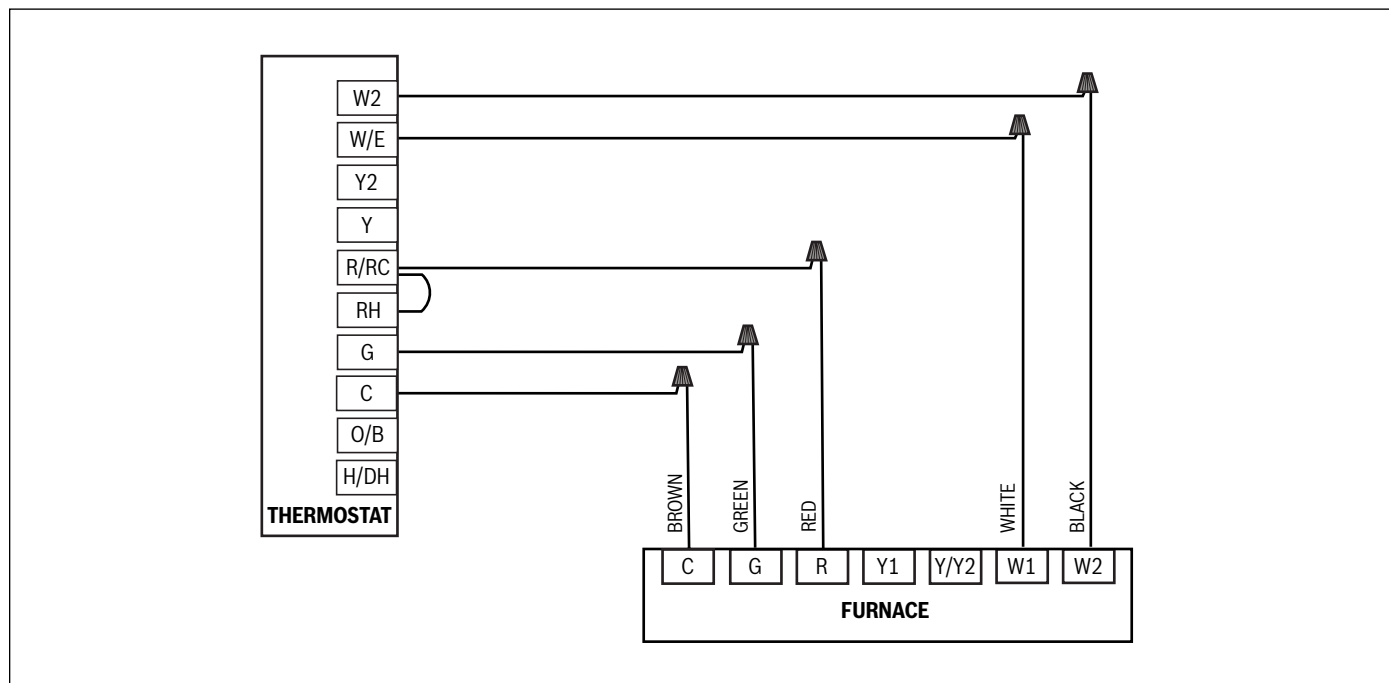 W2
W/E
Y2
Y
R/RC
RH
G
C
O/B
H/DH
THERMOSTAT
BROWN
GREEN
RED
WHITE
BLACK
C
G
R
Y1
Y/Y2
W1
W2
FURNACE